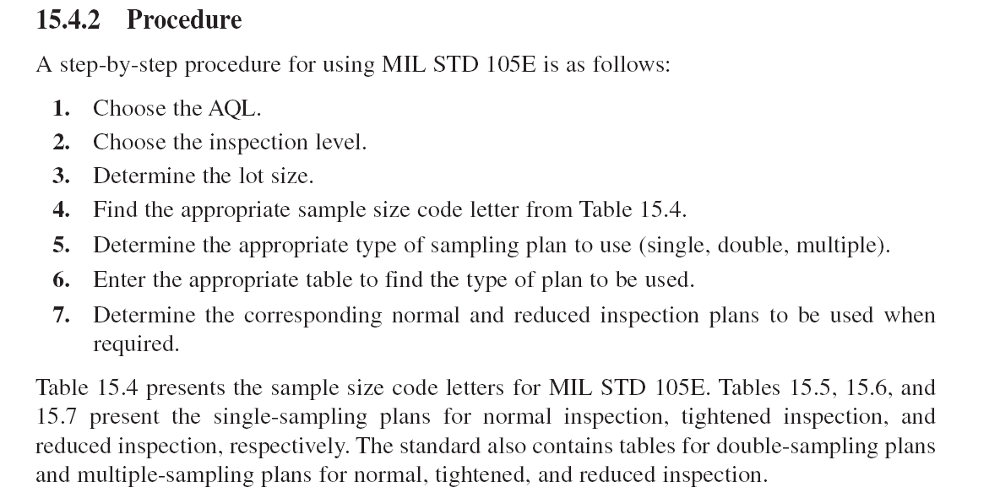 15.4.2 Procedure
A step-by-step procedure for using MIL STD 105E is as follows:
1. Choose the AQL.
2. Choose the inspection level.
3. Determine the lot size.
4. Find the appropriate sample size code letter from Table 15.4.
5. Determine the appropriate type of sampling plan to use (single, double, multiple).
6. Enter the appropriate table to find the type of plan to be used.
7. Determine the corresponding normal and reduced inspection plans to be used when
required.
Table 15.4 presents the sample size code letters for MIL STD 105E. Tables 15.5, 15.6, and
15.7 present the single-sampling plans for normal inspection, tightened inspection, and
reduced inspection, respectively. The standard also contains tables for double-sampling plans
and multiple-sampling plans for normal, tightened, and reduced inspection.